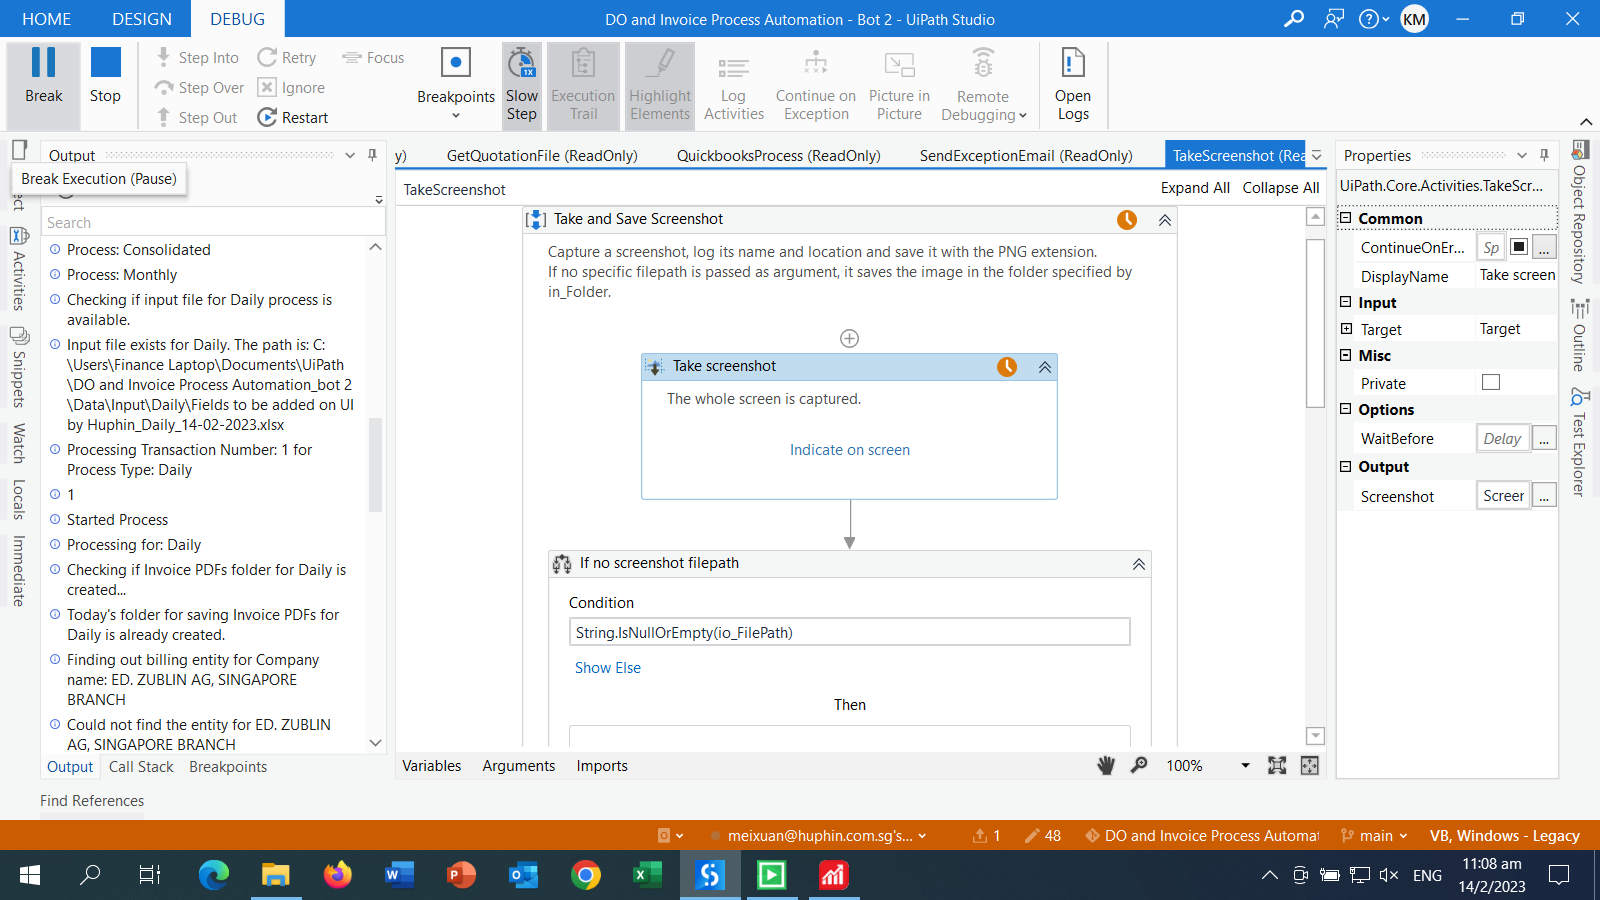 HOME DESIGN DEBUG
DO and Invoice Process Automation - Bot 2 - UiPath Studio
KM
Break
Stop
Step Into
Step Over
Step Out
Retry
Ignore
Restart
Focus
Breakpoints
Slow
Step
1X
Execution
Trail
Highlight
Elements
Log
Activities
Continue on
Exception
Picture in
Picture
Remote
Debugging
Open
Logs
Output
Break Execution (Pause)
Search
Process: Consolidated
Process: Monthly
Checking if input file for Daily process is
available.
Input file exists for Daily. The path is: C:
\Users\Finance Laptop\Documents\UiPath
\DO and Invoice Process Automation_bot 2
\Data\Input\Daily\Fields to be added on UI
by Huphin_Daily_14-02-2023.xlsx
Processing Transaction Number: 1 for
Process Type: Daily
1
Started Process
Processing for: Daily
Checking if Invoice PDFs folder for Daily is
created...
Today's folder for saving Invoice PDFs for
Daily is already created.
Finding out billing entity for Company
name: ED. ZUBLIN AG, SINGAPORE
BRANCH
Could not find the entity for ED. ZUBLIN
AG, SINGAPORE BRANCH
Output Call Stack Breakpoints
Find References
ct
Activities
Snippets
Watch
Locals
Immediate
y) GetQuotationFile (ReadOnly) QuickbooksProcess (ReadOnly) SendExceptionEmail (ReadOnly) TakeScreenshot (Rea
TakeScreenshot Expand All Collapse All
Take and Save Screenshot
Capture a screenshot, log its name and location and save it with the PNG extension.
If no specific filepath is passed as argument, it saves the image in the folder specified by
in_Folder.
Take screenshot
The whole screen is captured.
Indicate on screen
If no screenshot filepath
Condition
String.IsNullOrEmpty(io_FilePath)
Show Else
Then
Variables Arguments Imports 100%
Properties
UiPath.Core.Activities.TakeScr...
Common
ContinueOnEr... Sp ...
DisplayName Take screen
Input
Target Target
Misc
Private
Options
WaitBefore Delay ...
Output
Screenshot Screer ...
Object Repository
Outline
Test Explorer
meixuan@huphin.com.sg's... 1 48 DO and Invoice Process Automat main VB, Windows - Legacy
ENG
11:08 am
14/2/2023